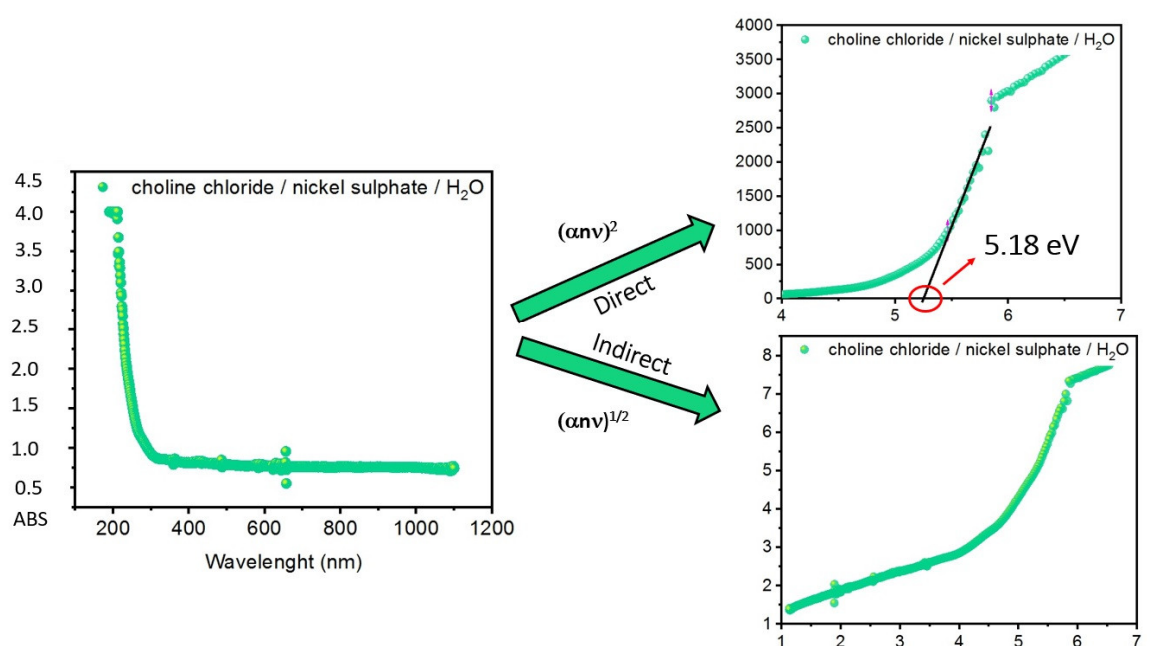 choline chloride / nickel sulphate / H₂O
4.5
4.0
3.5
3.0
2.5
2.0
1.5
1.0
0.5
ABS
200 400 600 800 1000 1200
Wavelenght (nm)
(αnν)²
Direct
Indirect
(αnν)¹/²
choline chloride / nickel sulphate / H₂O
4000
3500
3000
2500
2000
1500
1000
500
0
4 5 6 7
5.18 eV
choline chloride / nickel sulphate / H₂O
8
7
6
5
4
3
2
1
1 2 3 4 5 6 7